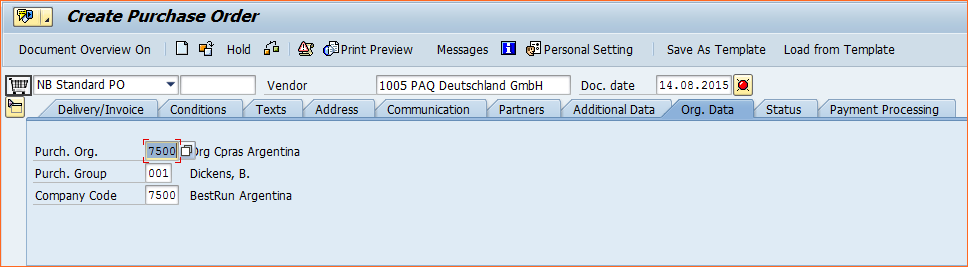 Create Purchase Order
Document Overview On Hold Print Preview Messages Personal Setting Save As Template Load from Template
NB Standard PO Vendor 1005 PAQ Deutschland GmbH Doc. date 14.08.2015
Delivery/Invoice Conditions Texts Address Communication Partners Additional Data Org. Data Status Payment Processing
Purch. Org. 7500 Org Cpras Argentina
Purch. Group 001 Dickens, B.
Company Code 7500 BestRun Argentina